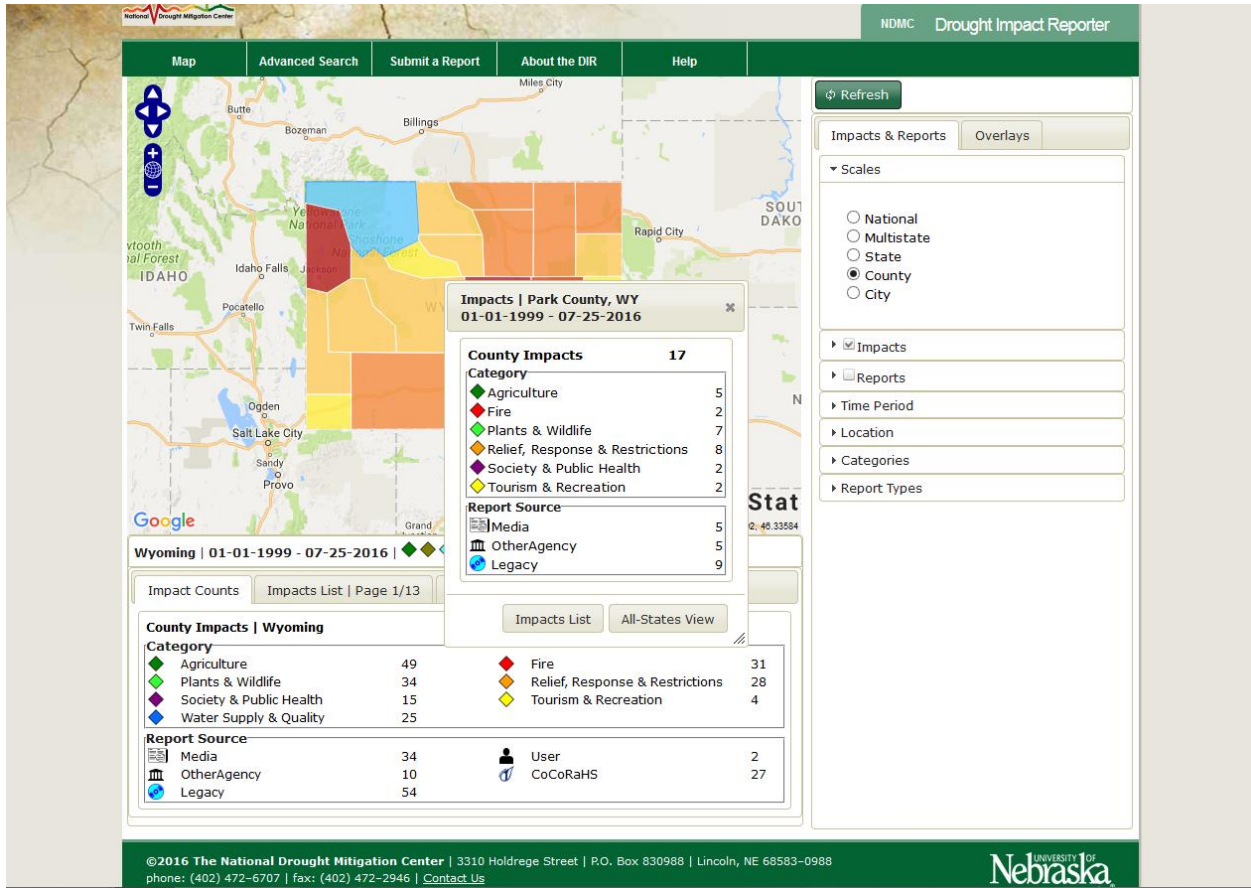 National Drought Mitigation Center
NDMC Drought Impact Reporter
Map Advanced Search Submit a Report About the DIR Help
Miles City
Butte
Bozeman
Billings
Yellowstone
National Park
Shoshone
National Forest
SOUT
DAKO
Rapid City
IDAHO
Idaho Falls
Jackson
Pocatello
Twin Falls
WY
N
Ogden
Salt Lake City
Sandy
Provo
Google
Grand
Stat
2, 46.33584
Impacts | Park County, WY
01-01-1999 - 07-25-2016
County Impacts 17
Category
Agriculture 5
Fire 2
Plants & Wildlife 7
Relief, Response & Restrictions 8
Society & Public Health 2
Tourism & Recreation 2
Report Source
Media 5
OtherAgency 5
Legacy 9
Impacts List All-States View
Wyoming | 01-01-1999 - 07-25-2016 |
Impact Counts Impacts List | Page 1/13
County Impacts | Wyoming
Category
Agriculture 49 Fire 31
Plants & Wildlife 34 Relief, Response & Restrictions 28
Society & Public Health 15 Tourism & Recreation 4
Water Supply & Quality 25
Report Source
Media 34 User 2
OtherAgency 10 CoCoRaHS 27
Legacy 54
Refresh
Impacts & Reports Overlays
Scales
National
Multistate
State
County
City
Impacts
Reports
Time Period
Location
Categories
Report Types
©2016 The National Drought Mitigation Center | 3310 Holdrege Street | P.O. Box 830988 | Lincoln, NE 68583–0988
phone: (402) 472–6707 | fax: (402) 472–2946 | Contact Us
UNIVERSITY OF
Nebraska